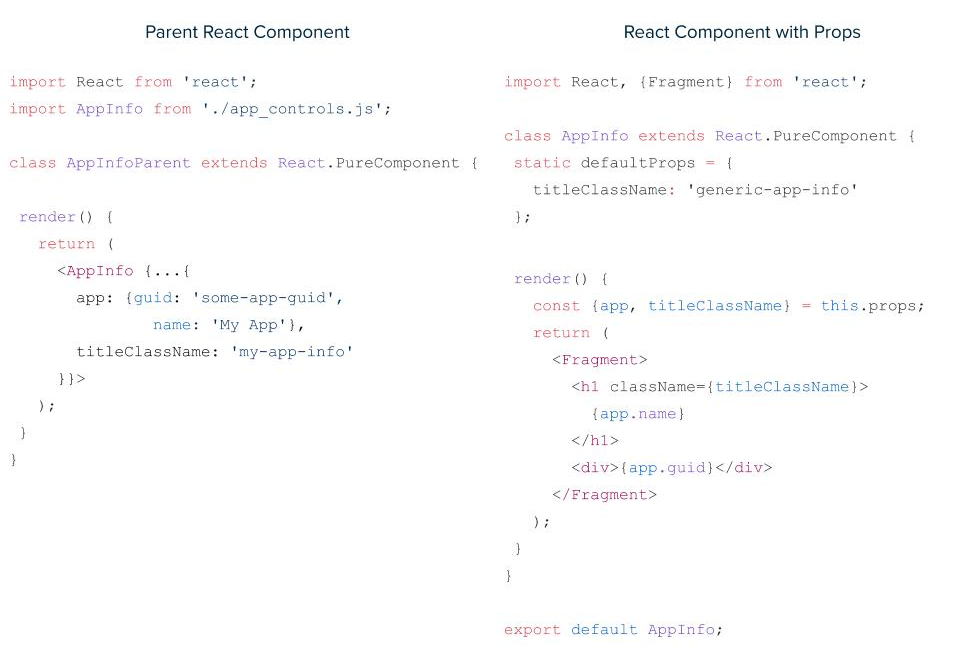 Parent React Component
import React from 'react';
import AppInfo from './app_controls.js';
class AppInfoParent extends React.PureComponent {
render() {
return (
<AppInfo {...{
app: {guid: 'some-app-guid',
name: 'My App'},
titleClassName: 'my-app-info'
}}>
);
}
}
React Component with Props
import React, {Fragment} from 'react';
class AppInfo extends React.PureComponent {
static defaultProps = {
titleClassName: 'generic-app-info'
};
render() {
const {app, titleClassName} = this.props;
return (
<Fragment>
<h1 className={titleClassName}>
{app.name}
</h1>
<div>{app.guid}</div>
</Fragment>
);
}
}
export default AppInfo;